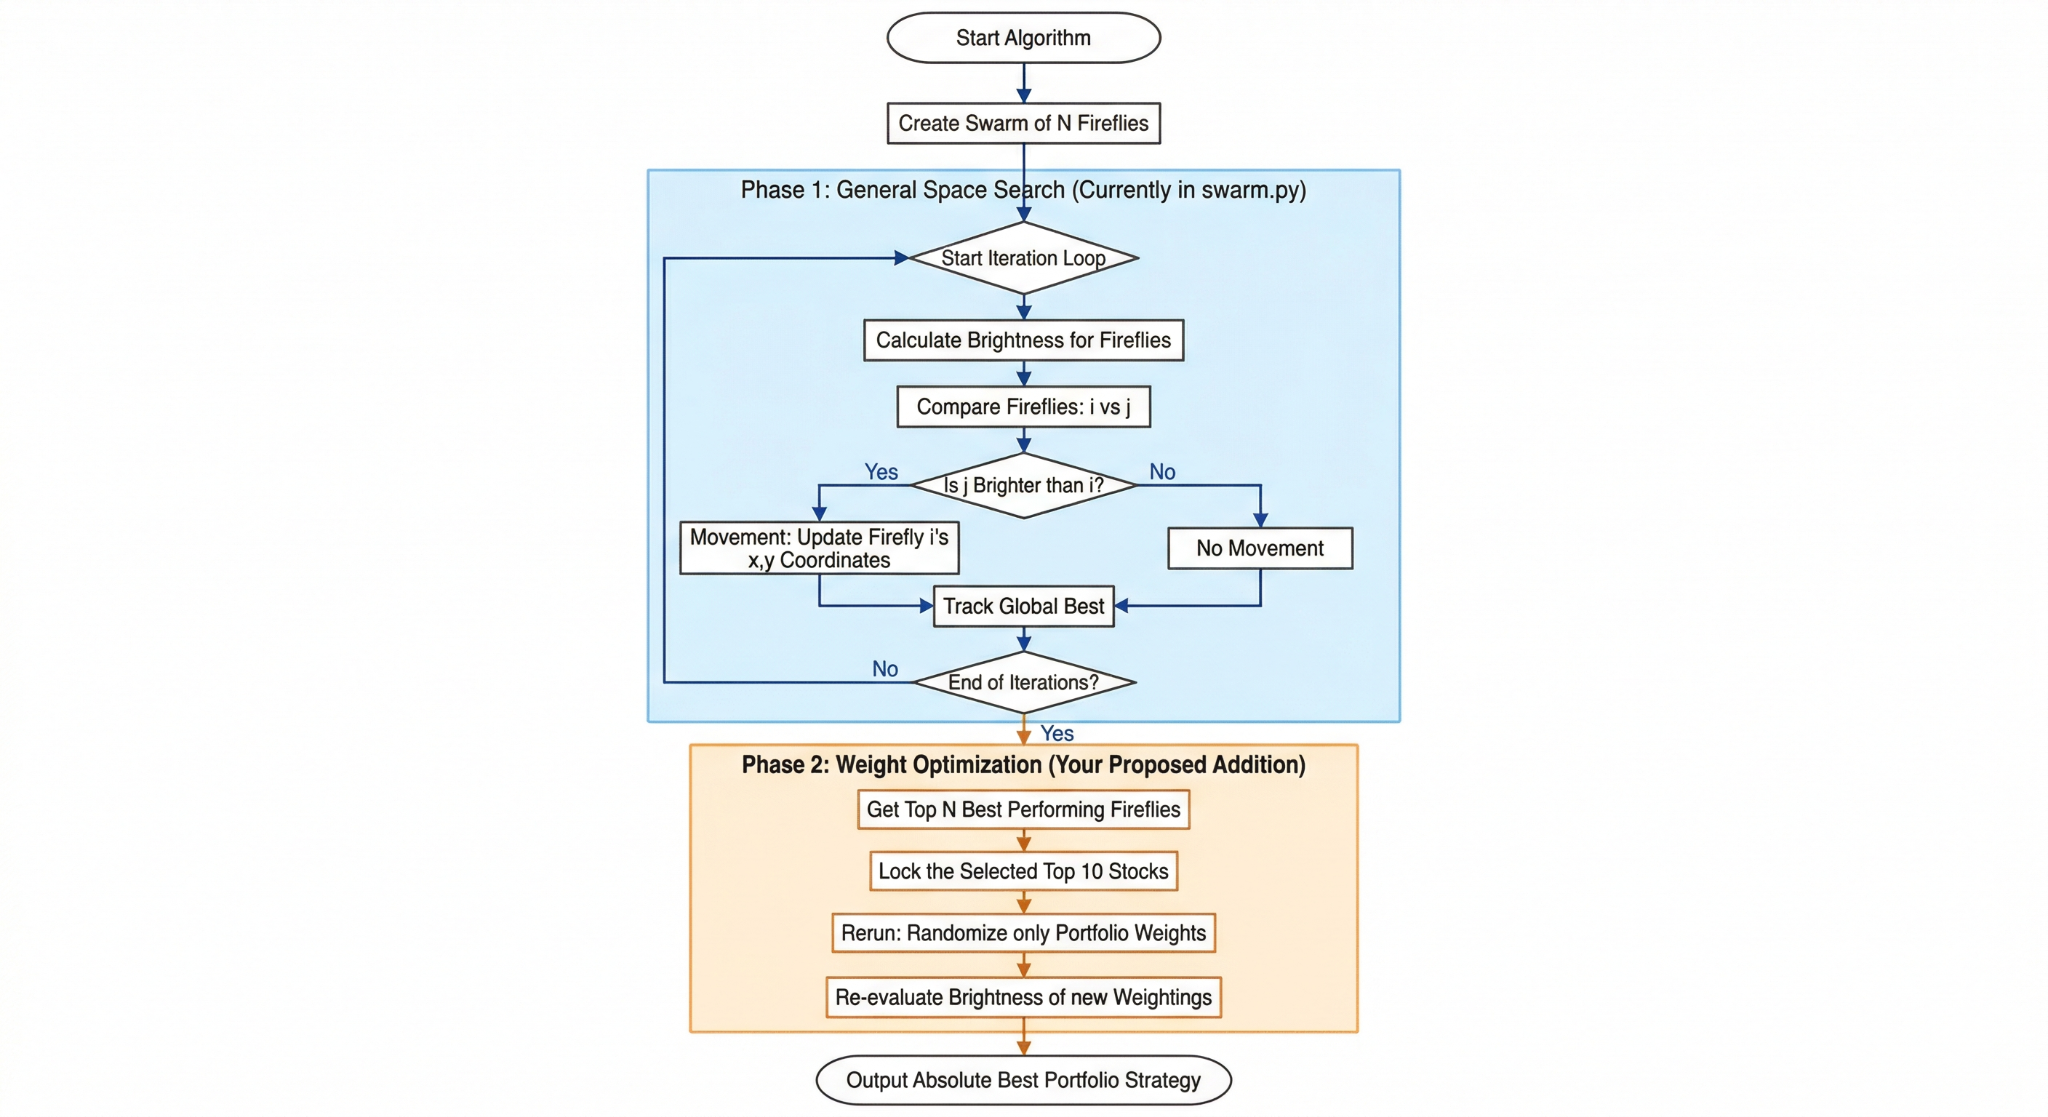 Start Algorithm
Create Swarm of N Fireflies
Phase 1: General Space Search (Currently in swarm.py)
Start Iteration Loop
Calculate Brightness for Fireflies
Compare Fireflies: i vs j
Yes
Is j Brighter than i?
No
Movement: Update Firefly i's
x,y Coordinates
No Movement
Track Global Best
No
End of Iterations?
Yes
Phase 2: Weight Optimization (Your Proposed Addition)
Get Top N Best Performing Fireflies
Lock the Selected Top 10 Stocks
Rerun: Randomize only Portfolio Weights
Re-evaluate Brightness of new Weightings
Output Absolute Best Portfolio Strategy